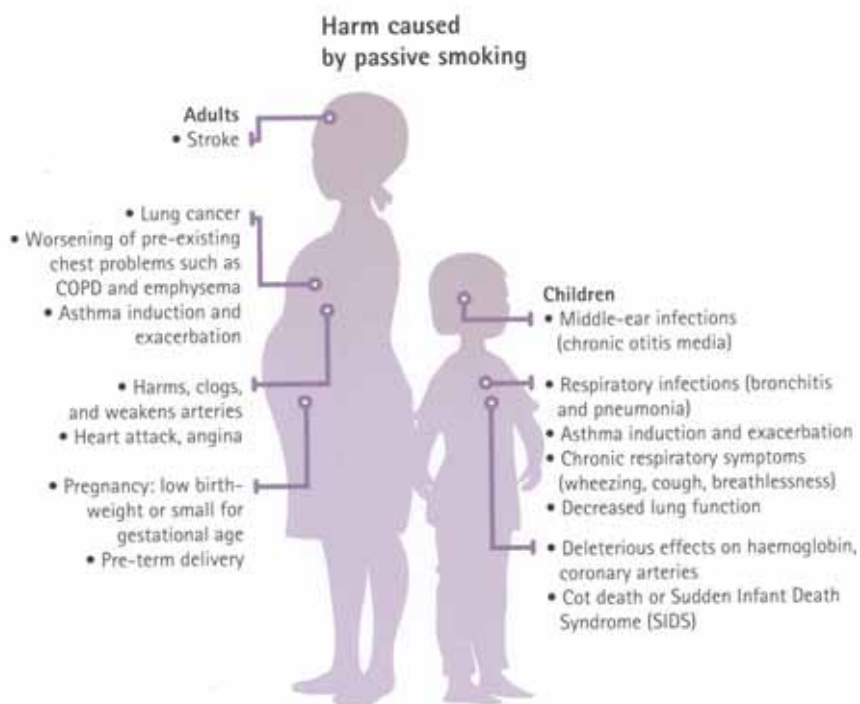 Harm caused
by passive smoking
Adults
• Stroke
• Lung cancer
• Worsening of pre-existing
chest problems such as
COPD and emphysema
• Asthma induction and
exacerbation
• Harms, clogs,
and weakens arteries
• Heart attack, angina
• Pregnancy: low birth-
weight or small for
gestational age
• Pre-term delivery
Children
• Middle-ear infections
(chronic otitis media)
• Respiratory infections (bronchitis
and pneumonia)
• Asthma induction and exacerbation
• Chronic respiratory symptoms
(wheezing, cough, breathlessness)
• Decreased lung function
• Deleterious effects on haemoglobin,
coronary arteries
• Cot death or Sudden Infant Death
Syndrome (SIDS)